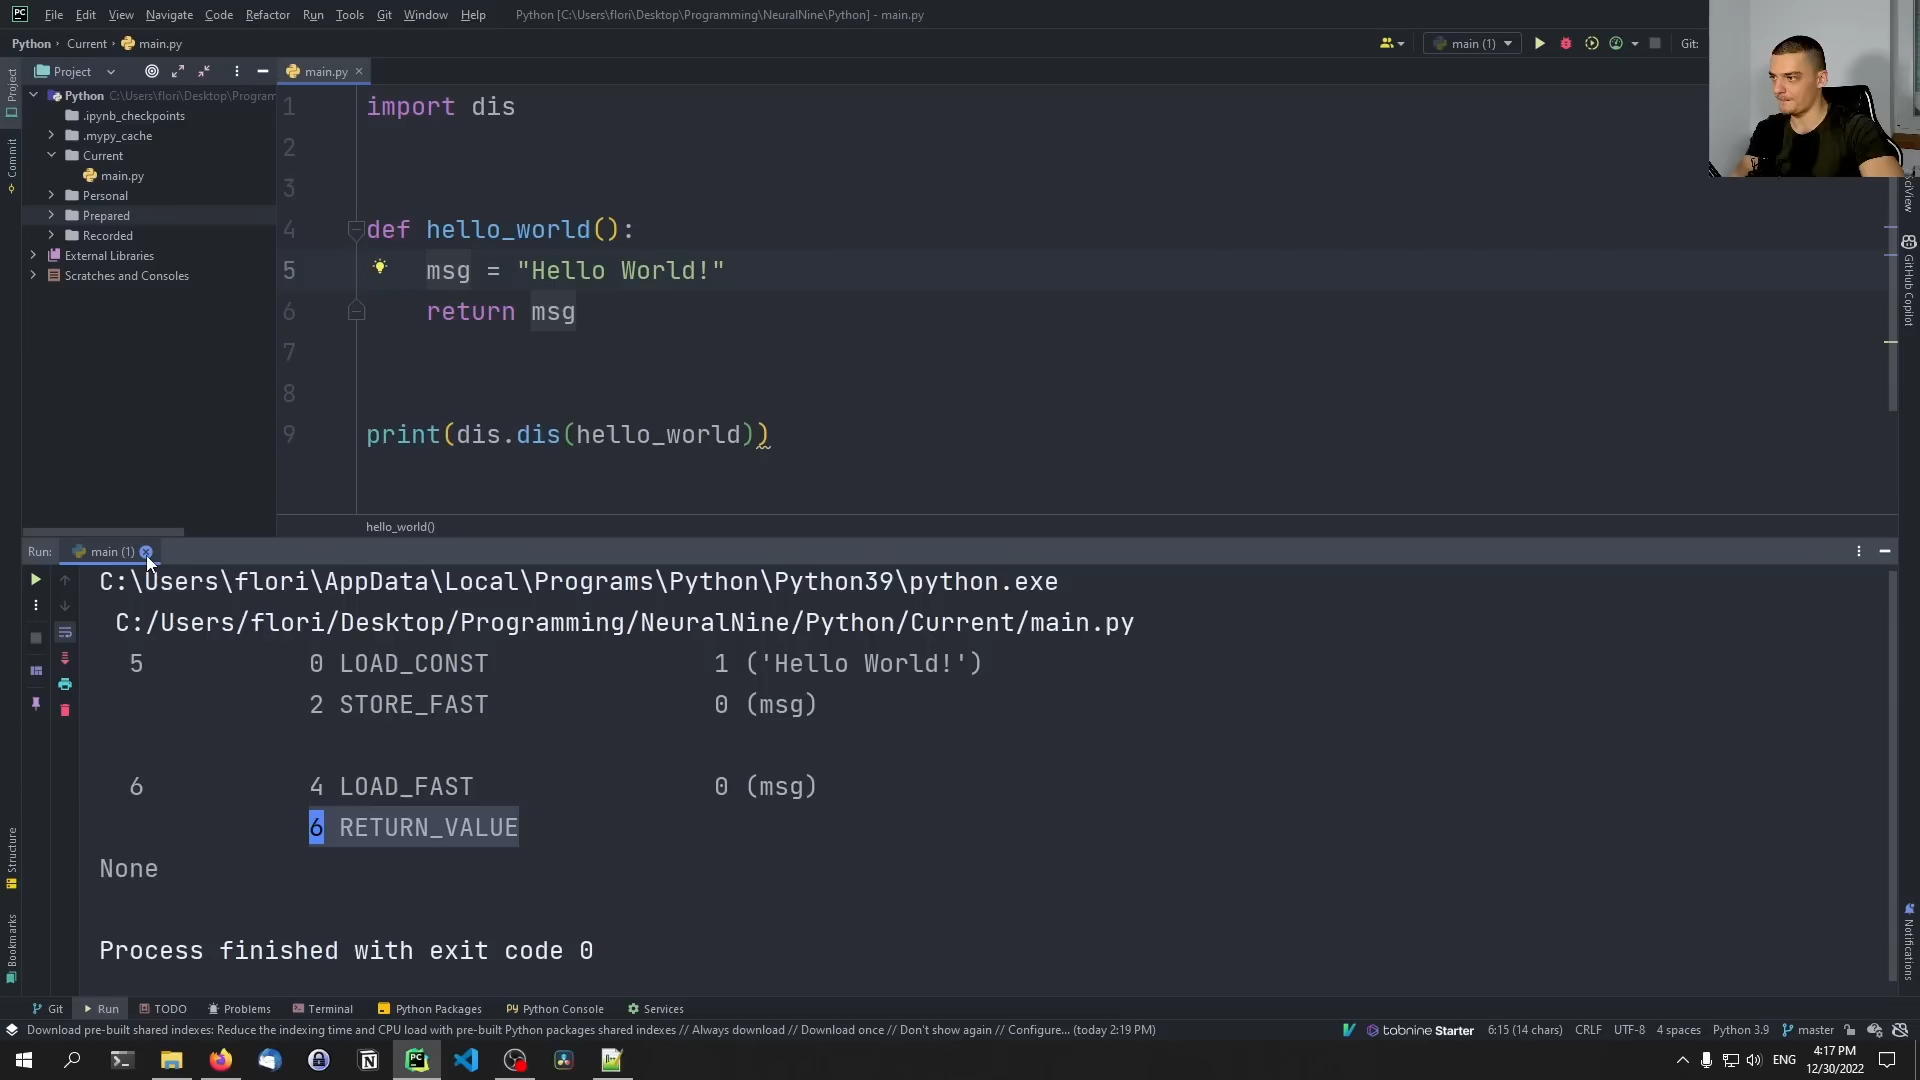 PC File Edit View Navigate Code Refactor Run Tools Git Window Help Python [C:\Users\flori\Desktop\Programming\NeuralNine\Python] - main.py
Python Current main.py main (1) Git:
Project main.py
Python C:\Users\flori\Desktop\Program
.ipynb_checkpoints
.mypy_cache
Current
main.py
Personal
Prepared
Recorded
External Libraries
Scratches and Consoles
Project
Commit
Structure
Bookmarks
1 import dis
2
3
4 def hello_world():
5 msg = "Hello World!"
6 return msg
7
8
9 print(dis.dis(hello_world))
hello_world()
SciView
GitHub Copilot
Notifications
Run: main (1)
C:\Users\flori\AppData\Local\Programs\Python\Python39\python.exe
C:/Users/flori/Desktop/Programming/NeuralNine/Python/Current/main.py
5 0 LOAD_CONST 1 ('Hello World!')
2 STORE_FAST 0 (msg)
6 4 LOAD_FAST 0 (msg)
6 RETURN_VALUE
None
Process finished with exit code 0
Git Run TODO Problems Terminal Python Packages Python Console Services
Download pre-built shared indexes: Reduce the indexing time and CPU load with pre-built Python packages shared indexes // Always download // Download once // Don't show again // Configure... (today 2:19 PM) tabnine Starter 6:15 (14 chars) CRLF UTF-8 4 spaces Python 3.9 master
ENG 4:17 PM
12/30/2022